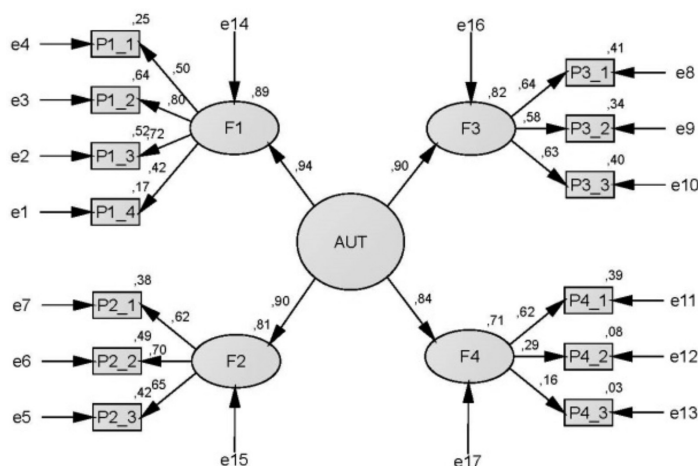 ,25
e14
e16
e4
P1_1
,50
,41
,64
P3_1
e8
e3
P1_2
,80
,89
,82
,64
,34
F1
F3
,58
P3_2
e9
,52
,72
e2
P1_3
,42
,63
,40
,17
,94
,90
P3_3
e10
e1
P1_4
AUT
,38
,39
e7
P2_1
,90
,84
P4_1
e11
,62
,81
,71
,62
,49
,08
e6
P2_2
,70
F2
F4
,29
P4_2
e12
,42
,65
,16
,03
e5
P2_3
P4_3
e13
e15
e17